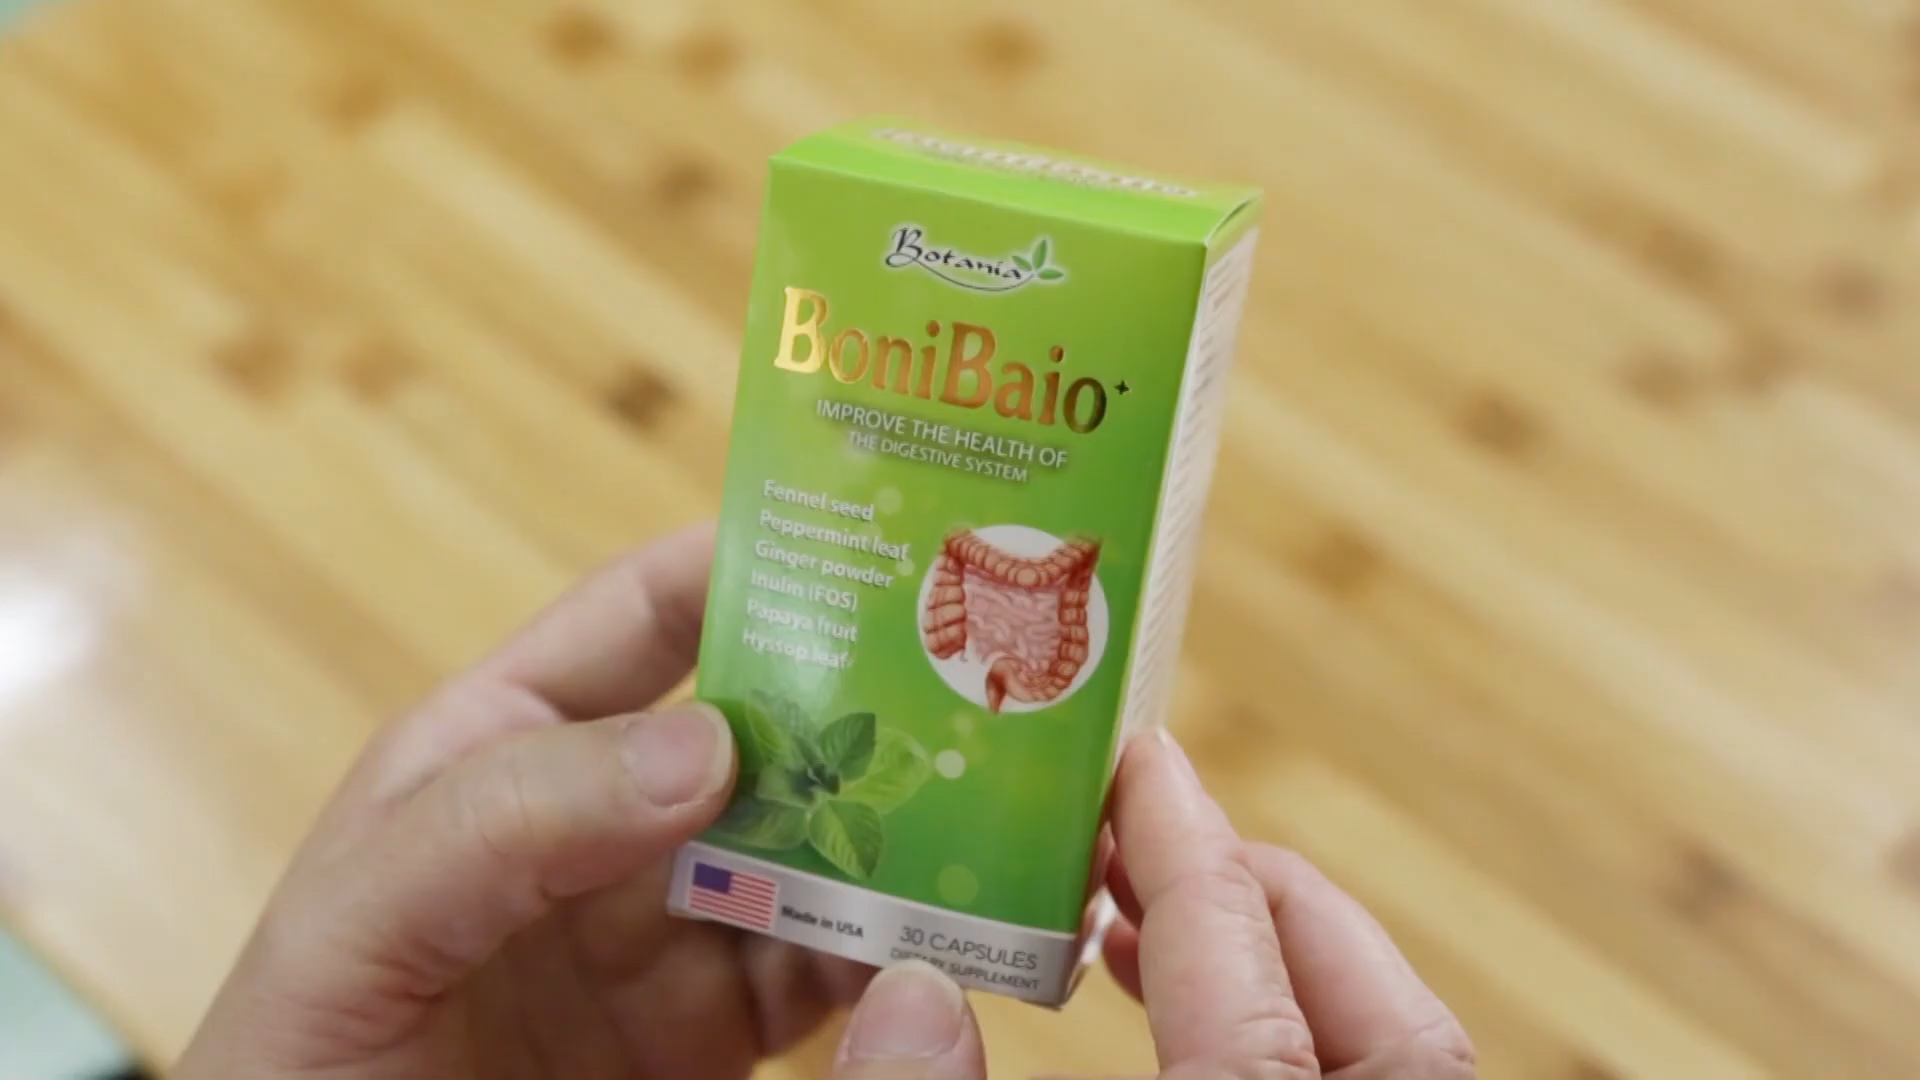 Botania
BoniBaio+
IMPROVE THE HEALTH OF
THE DIGESTIVE SYSTEM
Fennel seed
Peppermint leaf
Ginger powder
Inulin (FOS)
Papaya fruit
Hyssop leaf
Made in USA
30 CAPSULES
DIETARY SUPPLEMENT